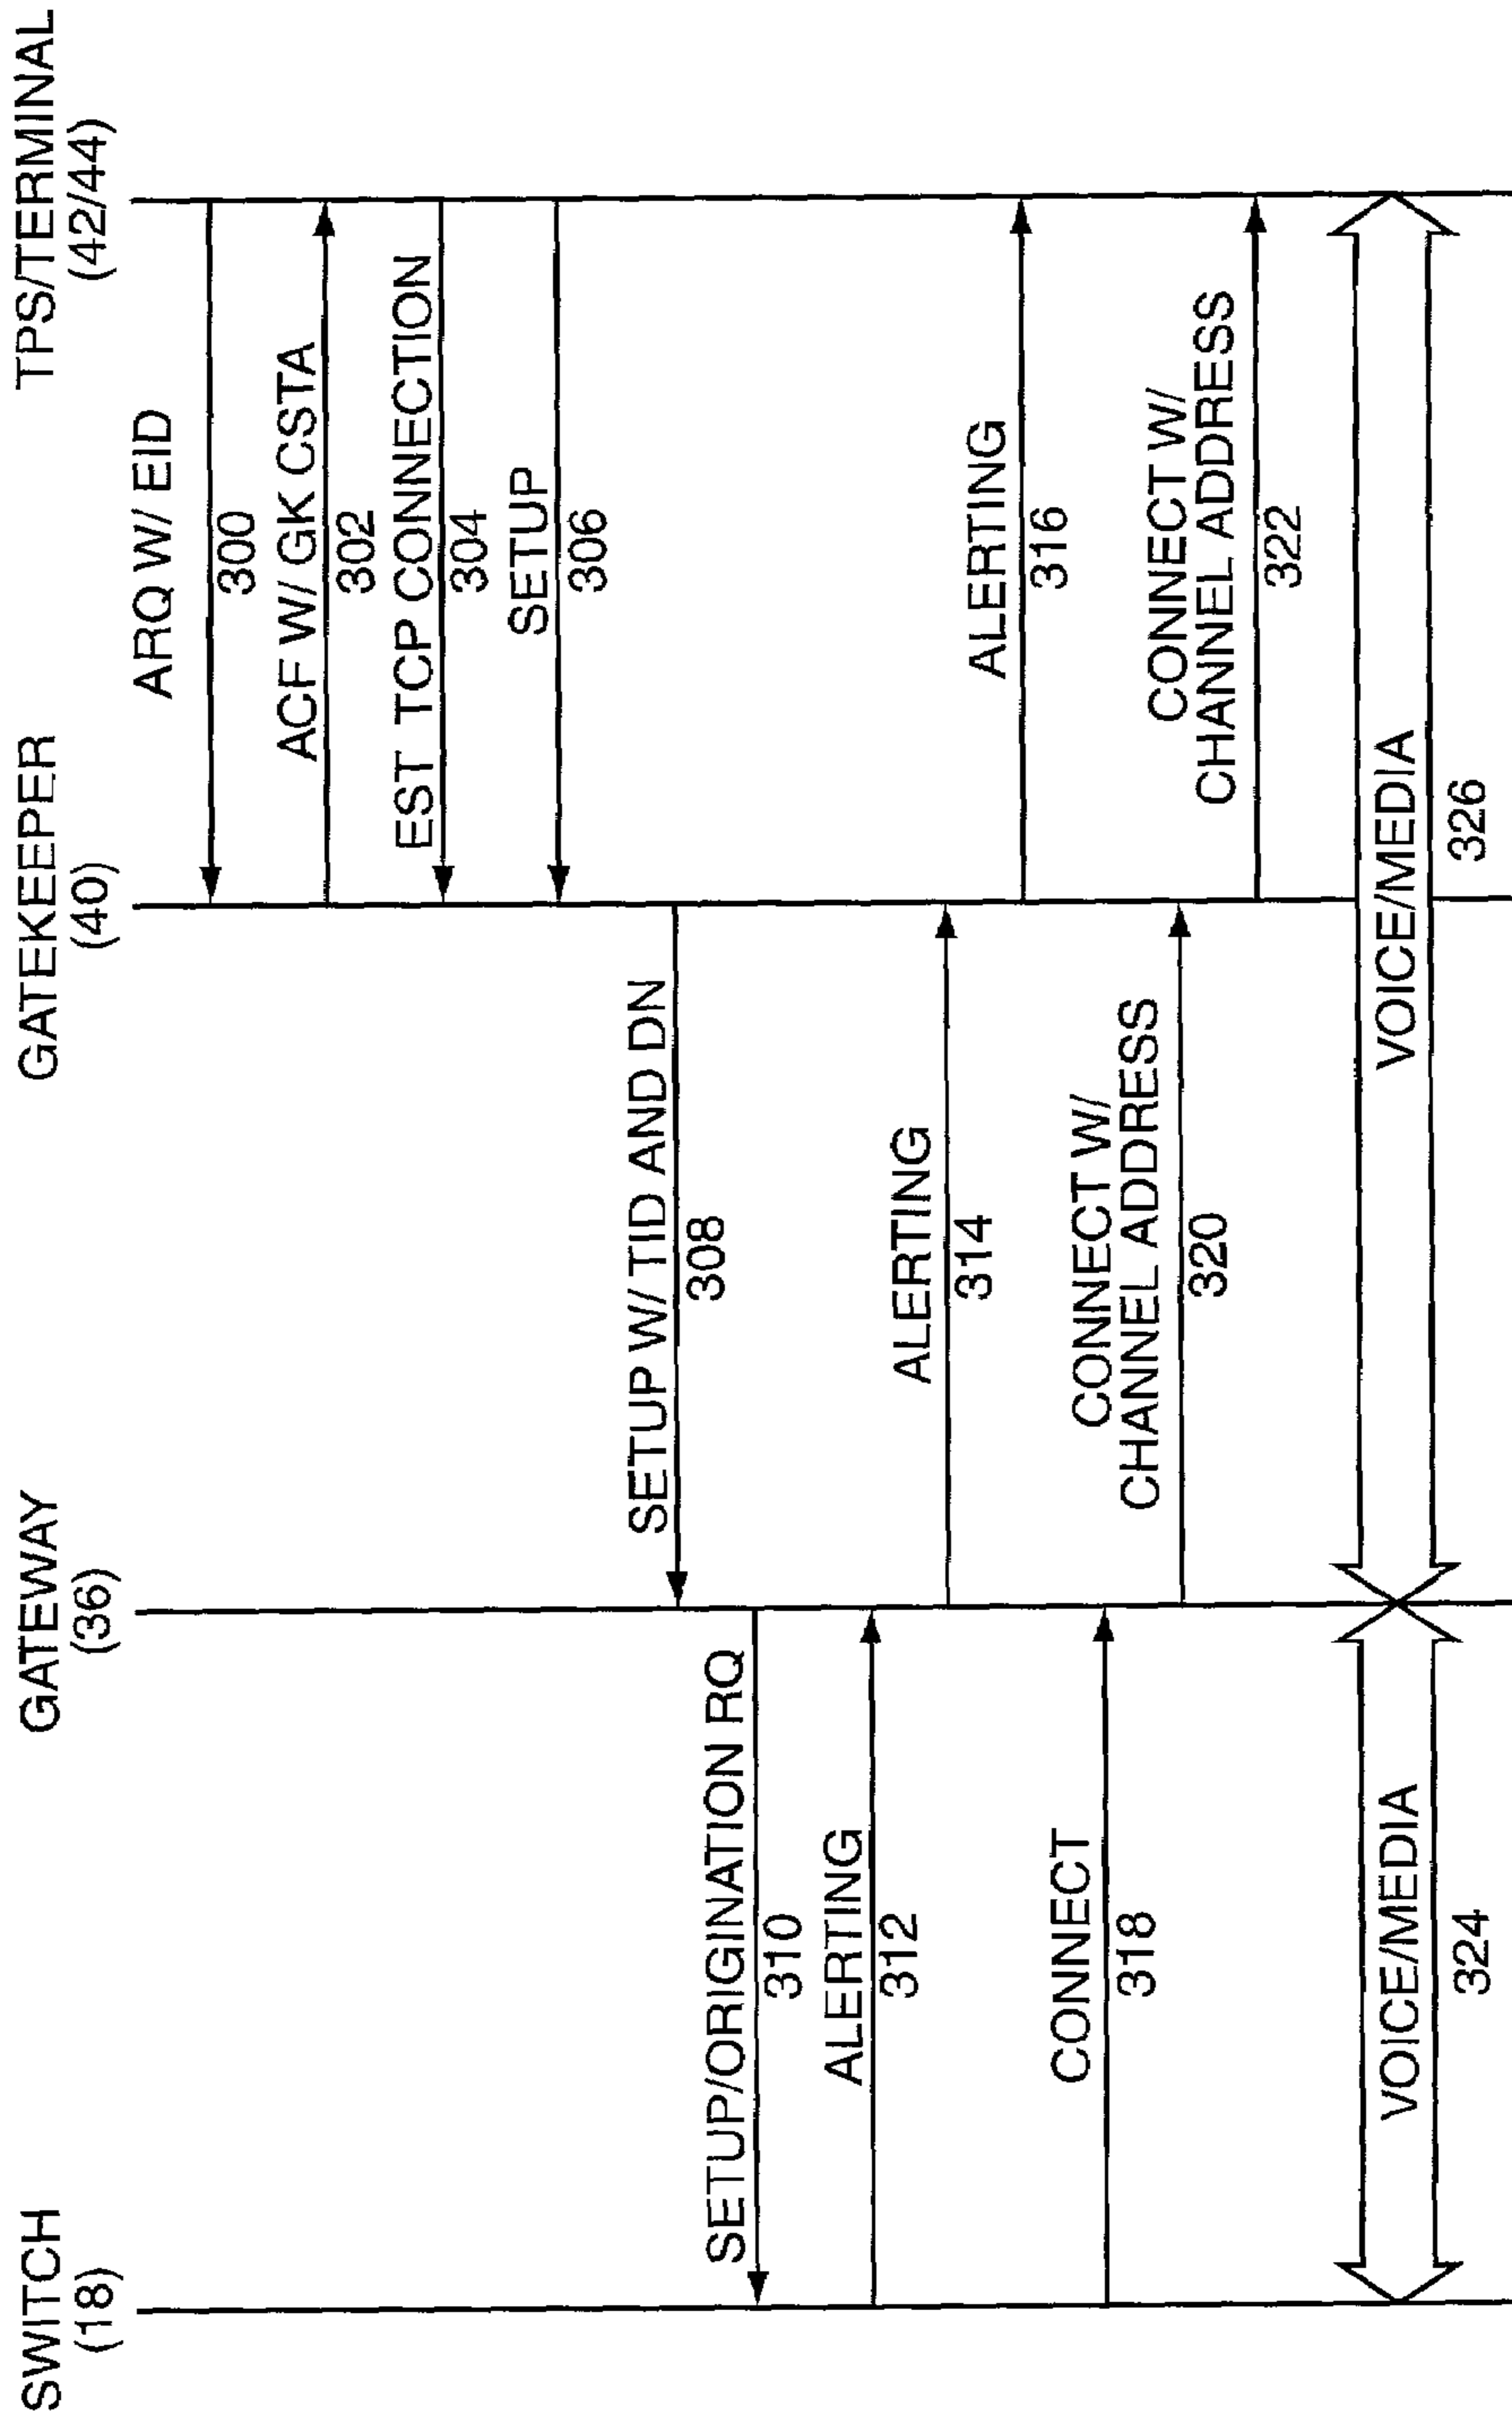 SWITCH
(18)
GATEWAY
(36)
GATEKEEPER
(40)
TPS/TERMINAL
(42/44)
ARQ W/ EID
300
ACF W/ GK CSTA
302
EST TCP CONNECTION
304
SETUP
306
SETUP W/ TID AND DN
308
SETUP/ORIGINATION RQ
310
ALERTING
312
ALERTING
314
ALERTING
316
CONNECT
318
CONNECT W/
CHANNEL ADDRESS
320
CONNECT W/
CHANNEL ADDRESS
322
VOICE/MEDIA
324
VOICE/MEDIA
326